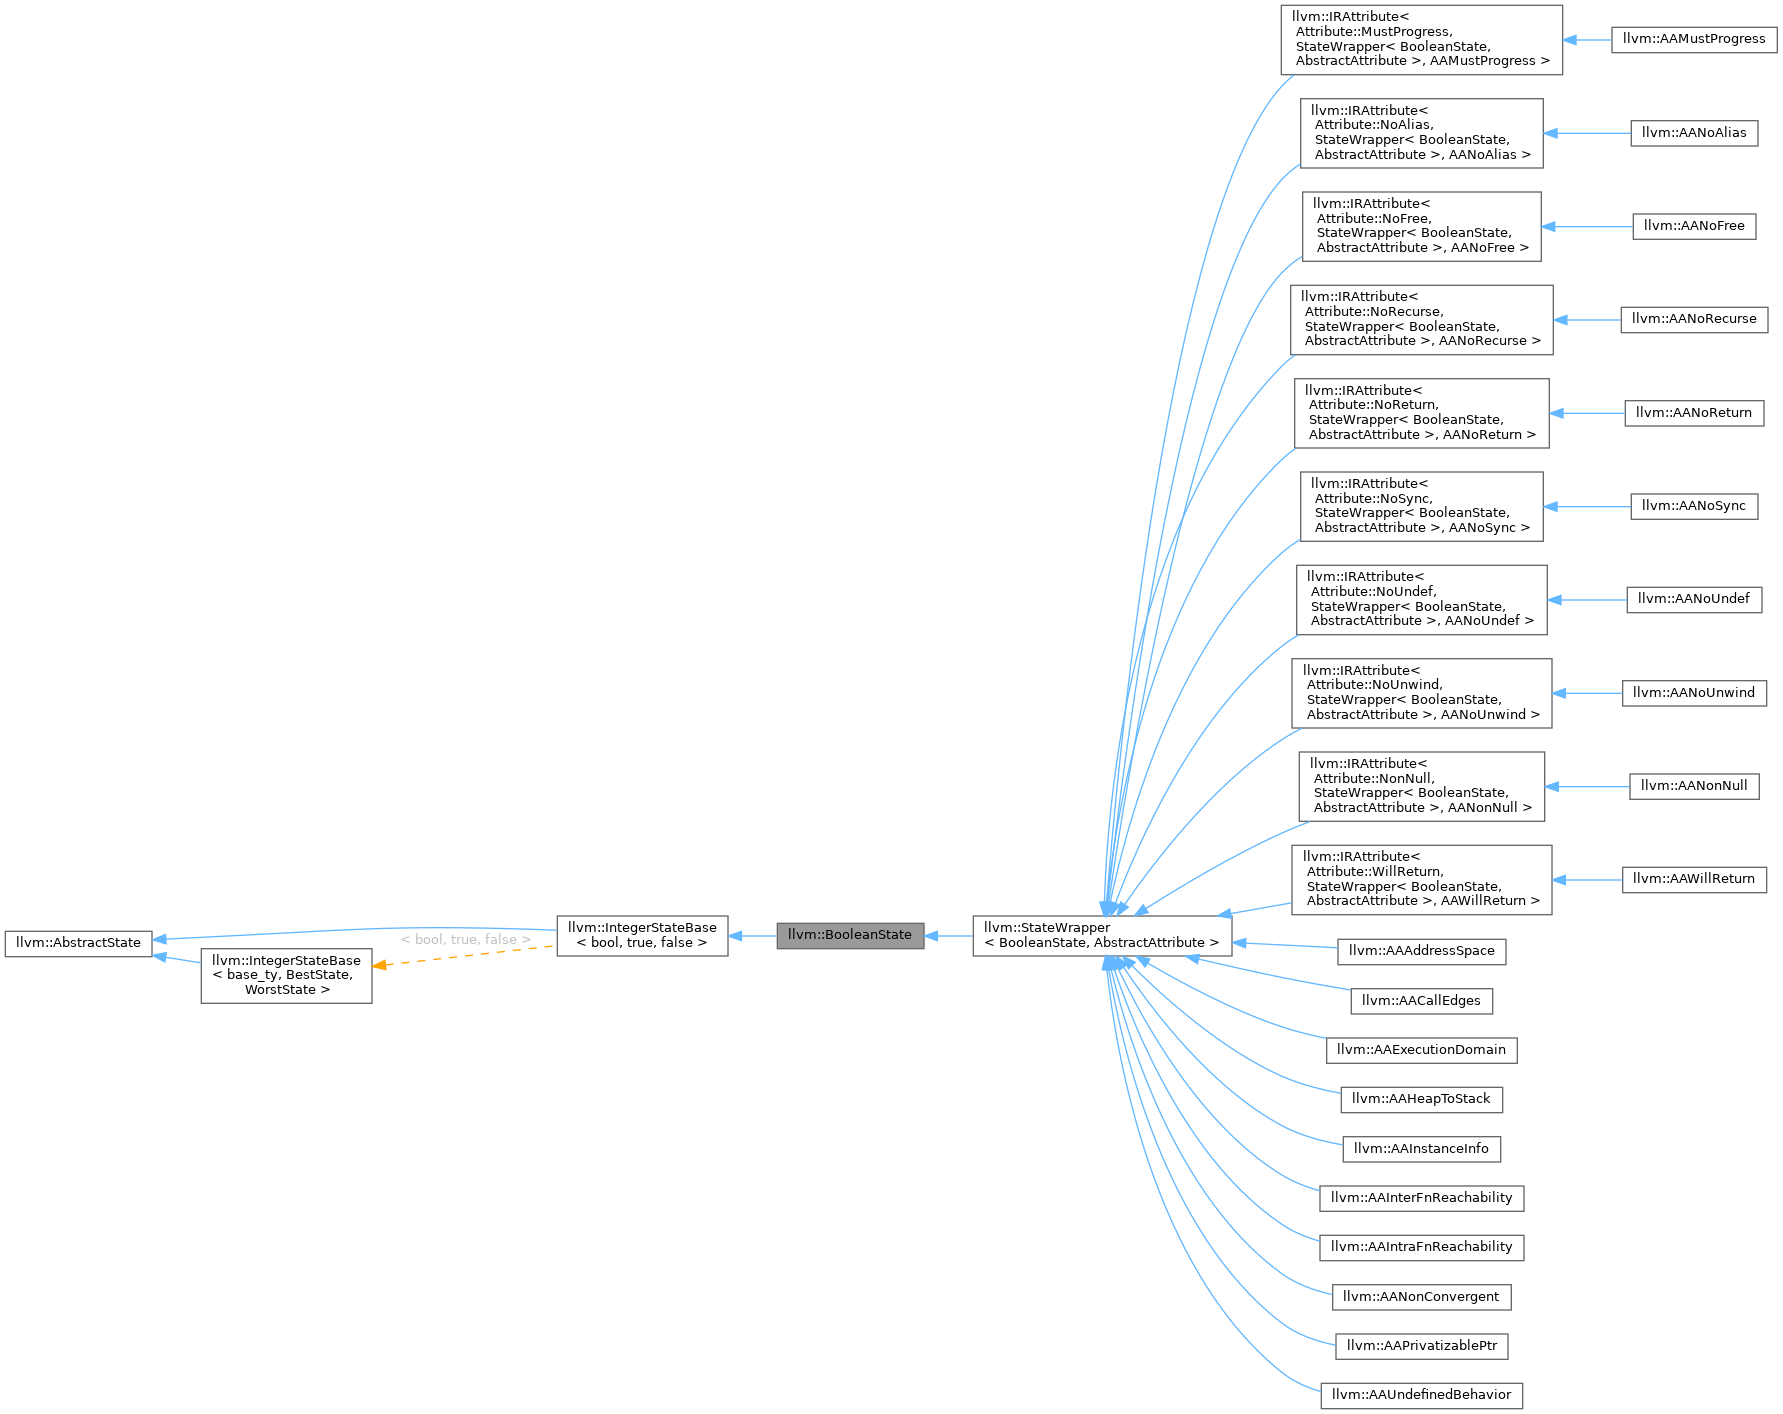 llvm::AbstractState
llvm::IntegerStateBase
< base_ty, BestState,
WorstState >
< bool, true, false >
llvm::IntegerStateBase
< bool, true, false >
llvm::BooleanState
llvm::StateWrapper
< BooleanState, AbstractAttribute >
llvm::IRAttribute<
Attribute::MustProgress,
StateWrapper< BooleanState,
AbstractAttribute >, AAMustProgress >
llvm::AAMustProgress
llvm::IRAttribute<
Attribute::NoAlias,
StateWrapper< BooleanState,
AbstractAttribute >, AANoAlias >
llvm::AANoAlias
llvm::IRAttribute<
Attribute::NoFree,
StateWrapper< BooleanState,
AbstractAttribute >, AANoFree >
llvm::AANoFree
llvm::IRAttribute<
Attribute::NoRecurse,
StateWrapper< BooleanState,
AbstractAttribute >, AANoRecurse >
llvm::AANoRecurse
llvm::IRAttribute<
Attribute::NoReturn,
StateWrapper< BooleanState,
AbstractAttribute >, AANoReturn >
llvm::AANoReturn
llvm::IRAttribute<
Attribute::NoSync,
StateWrapper< BooleanState,
AbstractAttribute >, AANoSync >
llvm::AANoSync
llvm::IRAttribute<
Attribute::NoUndef,
StateWrapper< BooleanState,
AbstractAttribute >, AANoUndef >
llvm::AANoUndef
llvm::IRAttribute<
Attribute::NoUnwind,
StateWrapper< BooleanState,
AbstractAttribute >, AANoUnwind >
llvm::AANoUnwind
llvm::IRAttribute<
Attribute::NonNull,
StateWrapper< BooleanState,
AbstractAttribute >, AANonNull >
llvm::AANonNull
llvm::IRAttribute<
Attribute::WillReturn,
StateWrapper< BooleanState,
AbstractAttribute >, AAWillReturn >
llvm::AAWillReturn
llvm::AAAddressSpace
llvm::AACallEdges
llvm::AAExecutionDomain
llvm::AAHeapToStack
llvm::AAInstanceInfo
llvm::AAInterFnReachability
llvm::AAIntraFnReachability
llvm::AANonConvergent
llvm::AAPrivatizablePtr
llvm::AAUndefinedBehavior